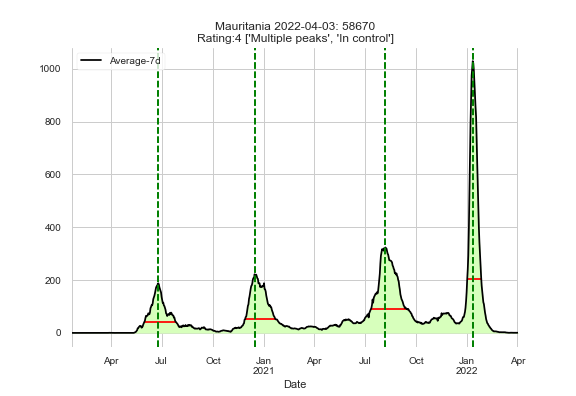 Mauritania 2022-04-03: 58670
Rating:4 ['Multiple peaks', 'In control']
Average-7d
1000
800
600
400
200
0
Apr Jul Oct Jan Apr Jul Oct Jan Apr
2021 2022
Date